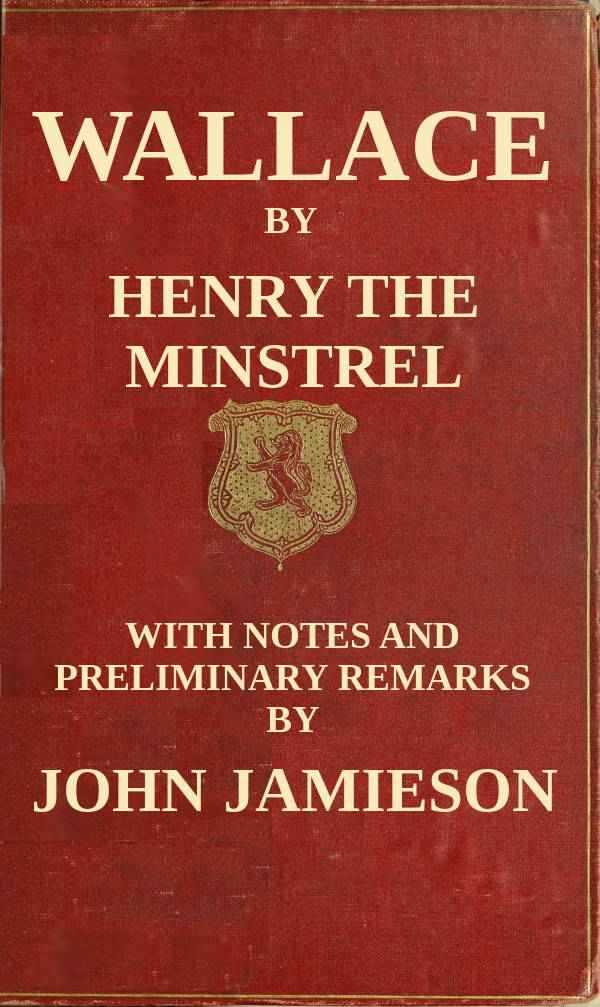 WALLACE
BY
HENRY THE
MINSTREL
WITH NOTES AND
PRELIMINARY REMARKS
BY
JOHN JAMIESON